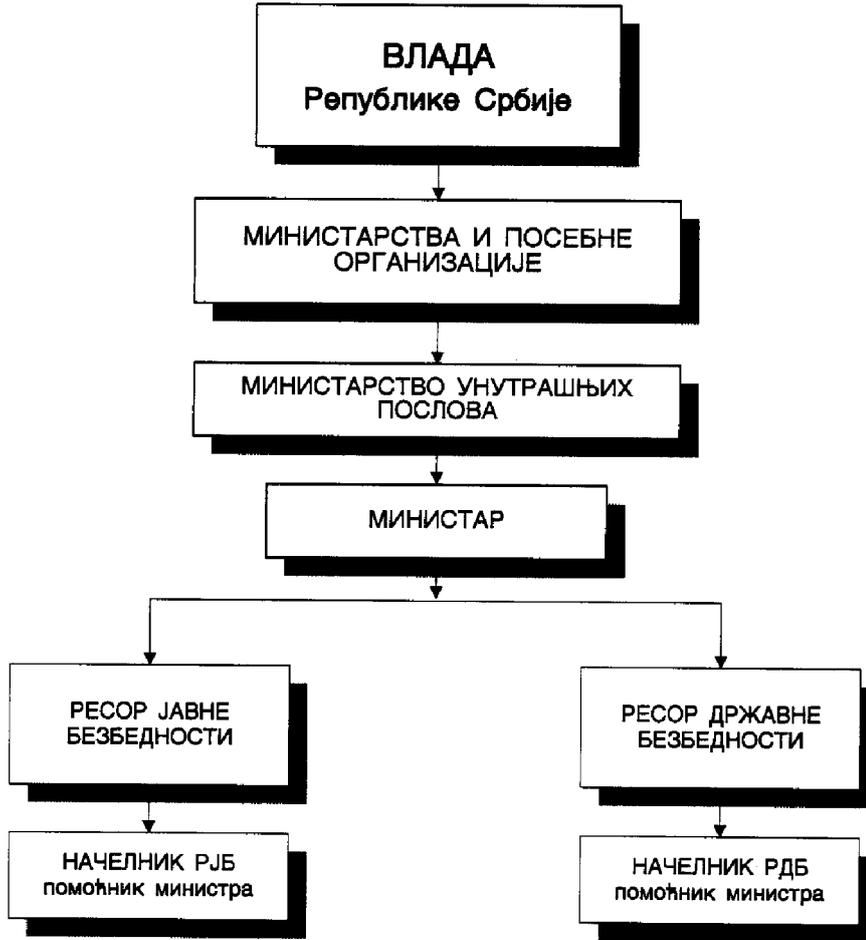 ВЛАДА
Републике Србије
МИНИСТАРСТВА И ПОСЕБНЕ
ОРГАНИЗАЦИЈЕ
МИНИСТАРСТВО УНУТРАШЊИХ
ПОСЛОВА
МИНИСТАР
РЕСОР ЈАВНЕ
БЕЗБЕДНОСТИ
РЕСОР ДРЖАВНЕ
БЕЗБЕДНОСТИ
НАЧЕЛНИК РЈБ
помоћник министра
НАЧЕЛНИК РДБ
помоћник министра